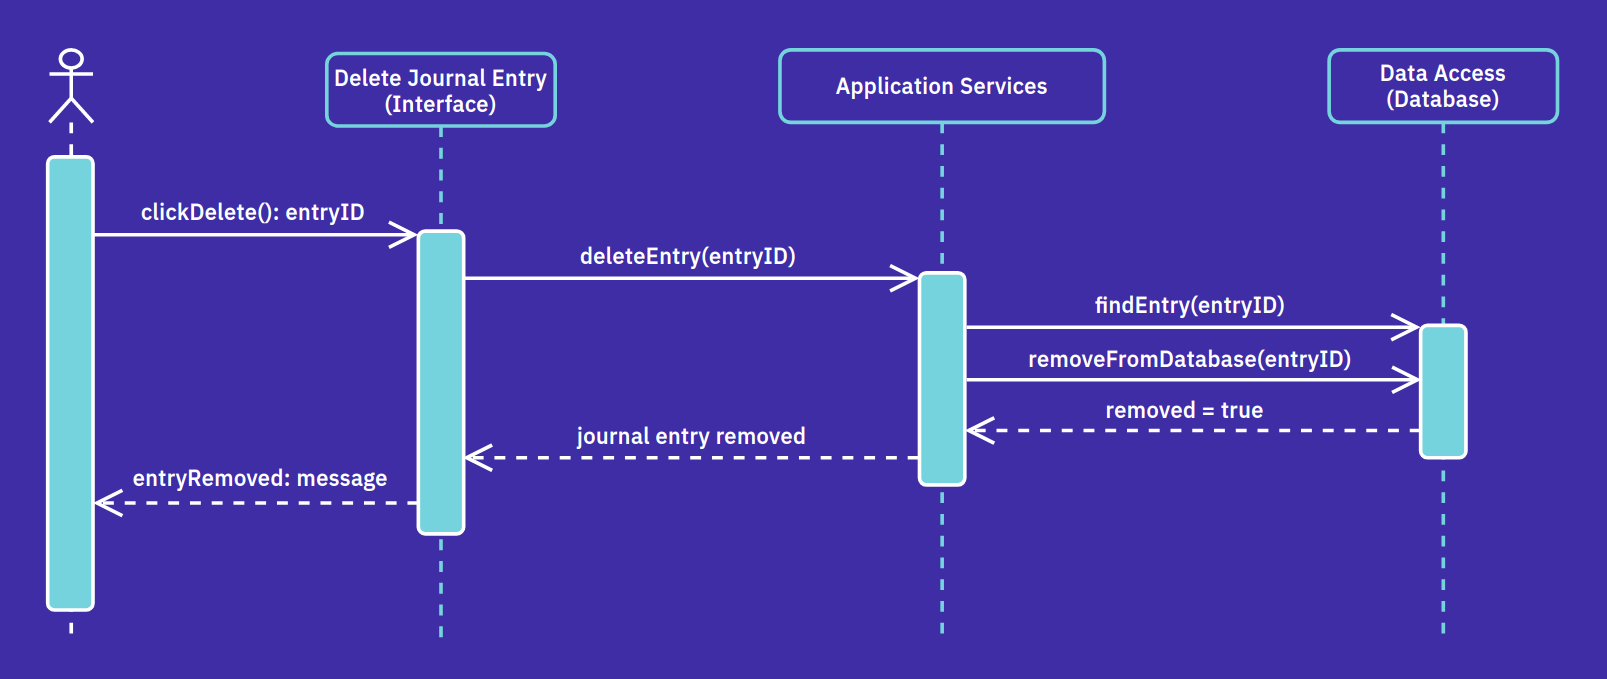 Delete Journal Entry
(Interface)
Application Services
Data Access
(Database)
clickDelete(): entryID
deleteEntry(entryID)
findEntry(entryID)
removeFromDatabase(entryID)
removed = true
journal entry removed
entryRemoved: message